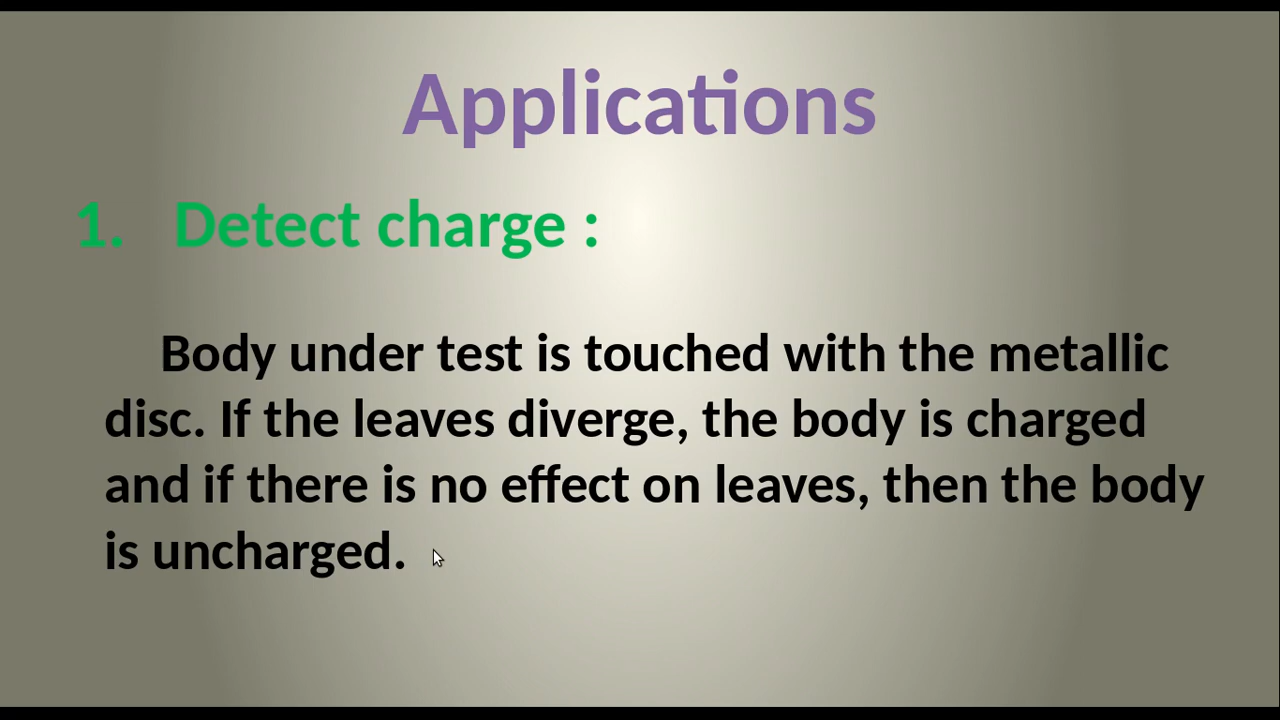 Applications
1. Detect charge :
Body under test is touched with the metallic
disc. If the leaves diverge, the body is charged
and if there is no effect on leaves, then the body
is uncharged.